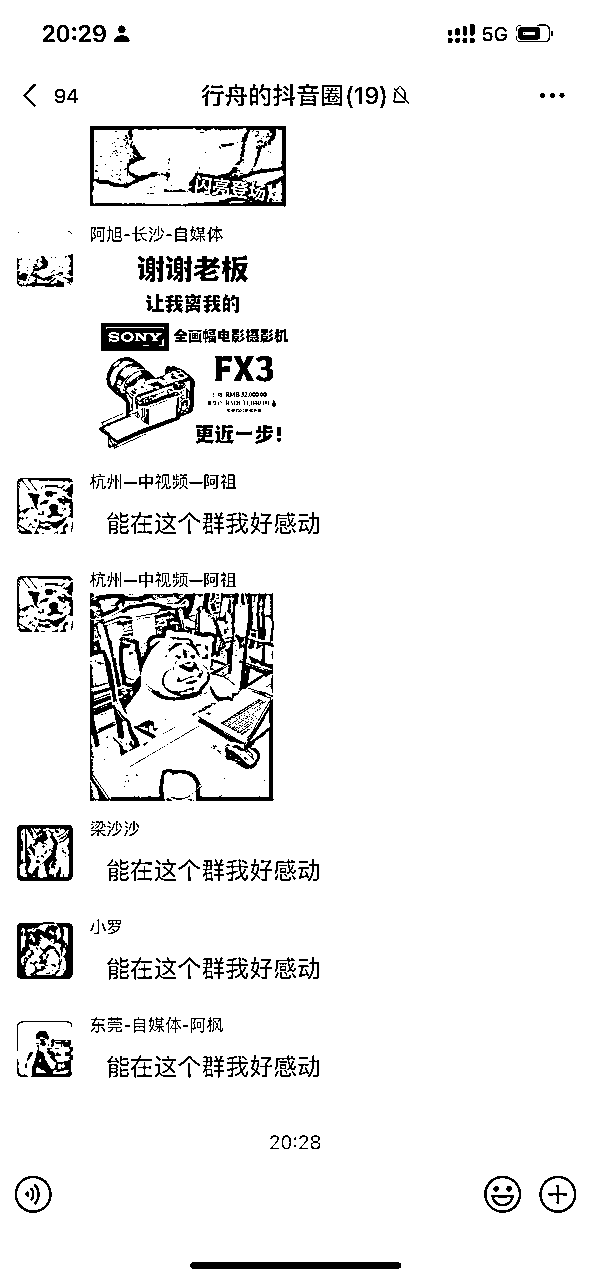 20:29
5G
94
行舟的抖音圈(19)
闪亮登场
阿旭-长沙-自媒体
谢谢老板
让我离我的
SONY 全画幅电影摄影机
FX3
更近一步!
杭州—中视频—阿祖
能在这个群我好感动
杭州—中视频—阿祖
梁沙沙
能在这个群我好感动
小罗
能在这个群我好感动
东莞-自媒体-阿枫
能在这个群我好感动
20:28